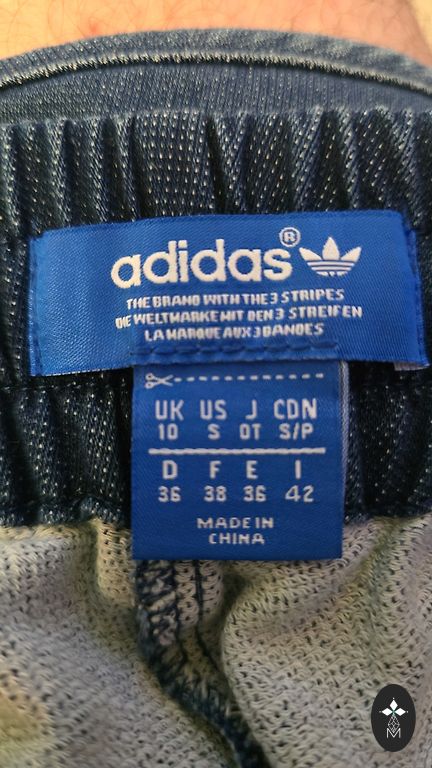 adidas®
THE BRAND WITH THE 3 STRIPES
DIE WELTMARKE MIT DEN 3 STREIFEN
LA MARQUE AUX 3 BANDES
UK US J CDN
10 S OT S/P
D F E I
36 38 36 42
MADE IN
CHINA
M